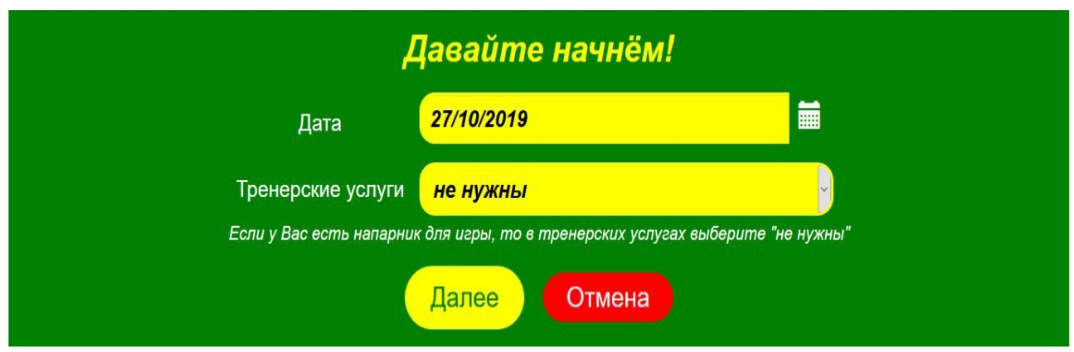 Давайте начнём!
Дата 27/10/2019
Тренерские услуги не нужны
Если у Вас есть напарник для игры, то в тренерских услугах выберите "не нужны"
Далее Отмена